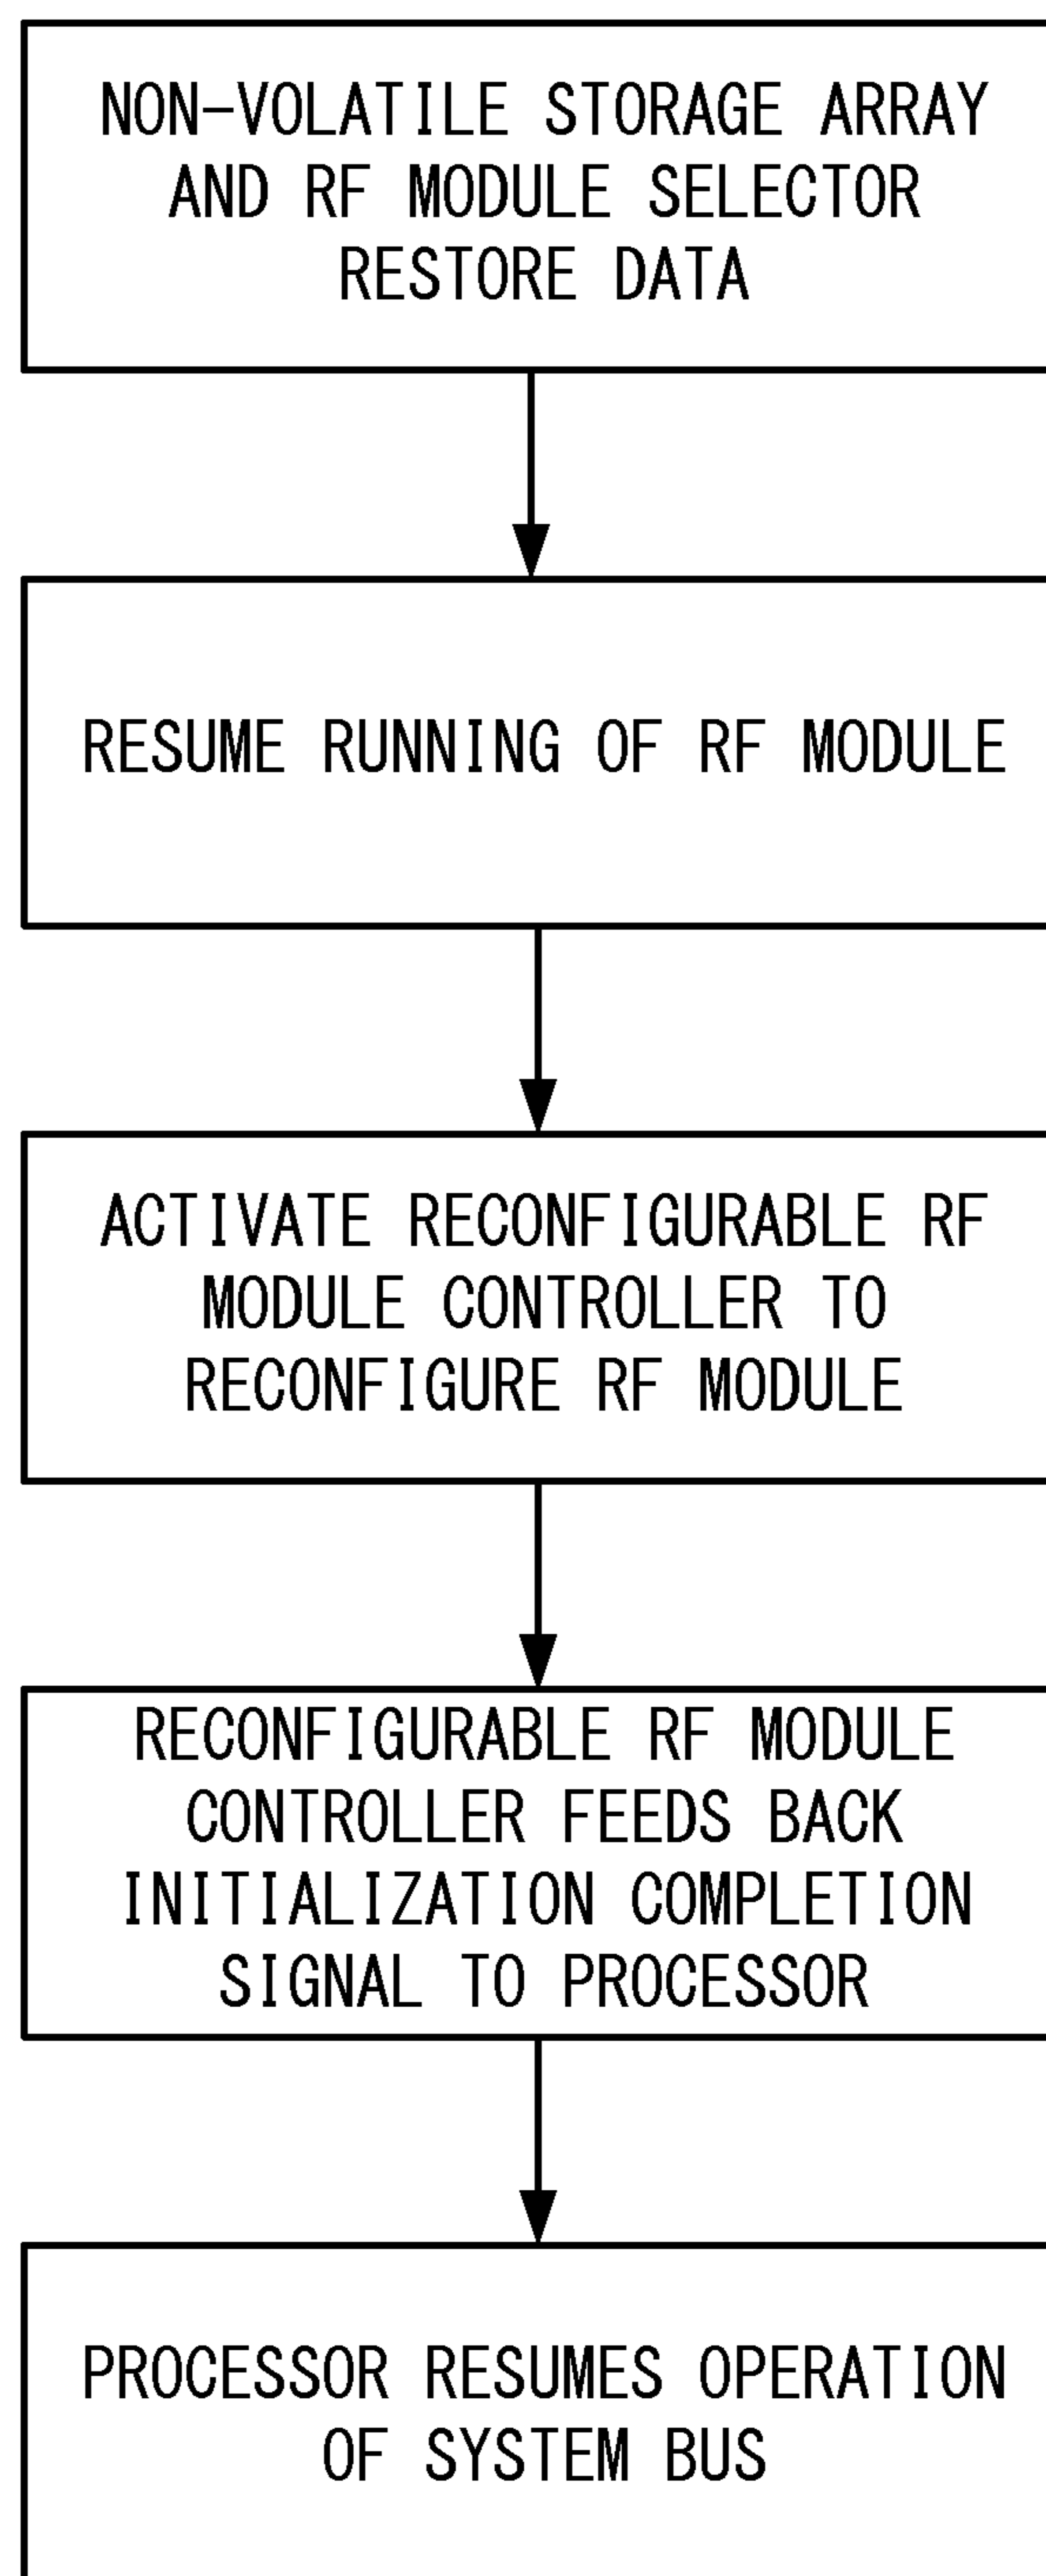 NON-VOLATILE STORAGE ARRAY
AND RF MODULE SELECTOR
RESTORE DATA
RESUME RUNNING OF RF MODULE
ACTIVATE RECONFIGURABLE RF
MODULE CONTROLLER TO
RECONFIGURE RF MODULE
RECONFIGURABLE RF MODULE
CONTROLLER FEEDS BACK
INITIALIZATION COMPLETION
SIGNAL TO PROCESSOR
PROCESSOR RESUMES OPERATION
OF SYSTEM BUS